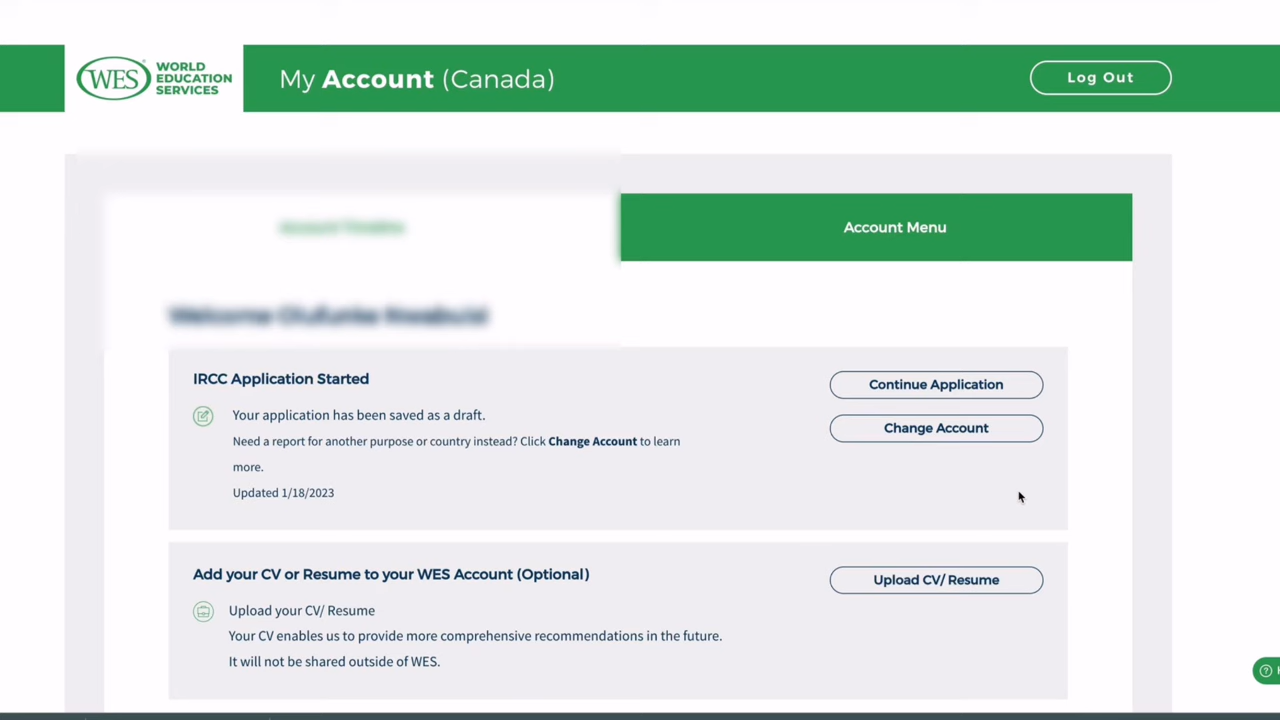 WES WORLD
EDUCATION
SERVICES
My Account (Canada)
Log Out
Account Menu
IRCC Application Started
Continue Application
Your application has been saved as a draft.
Change Account
Need a report for another purpose or country instead? Click Change Account to learn
more.
Updated 1/18/2023
Add your CV or Resume to your WES Account (Optional)
Upload CV/ Resume
Upload your CV/ Resume
Your CV enables us to provide more comprehensive recommendations in the future.
It will not be shared outside of WES.